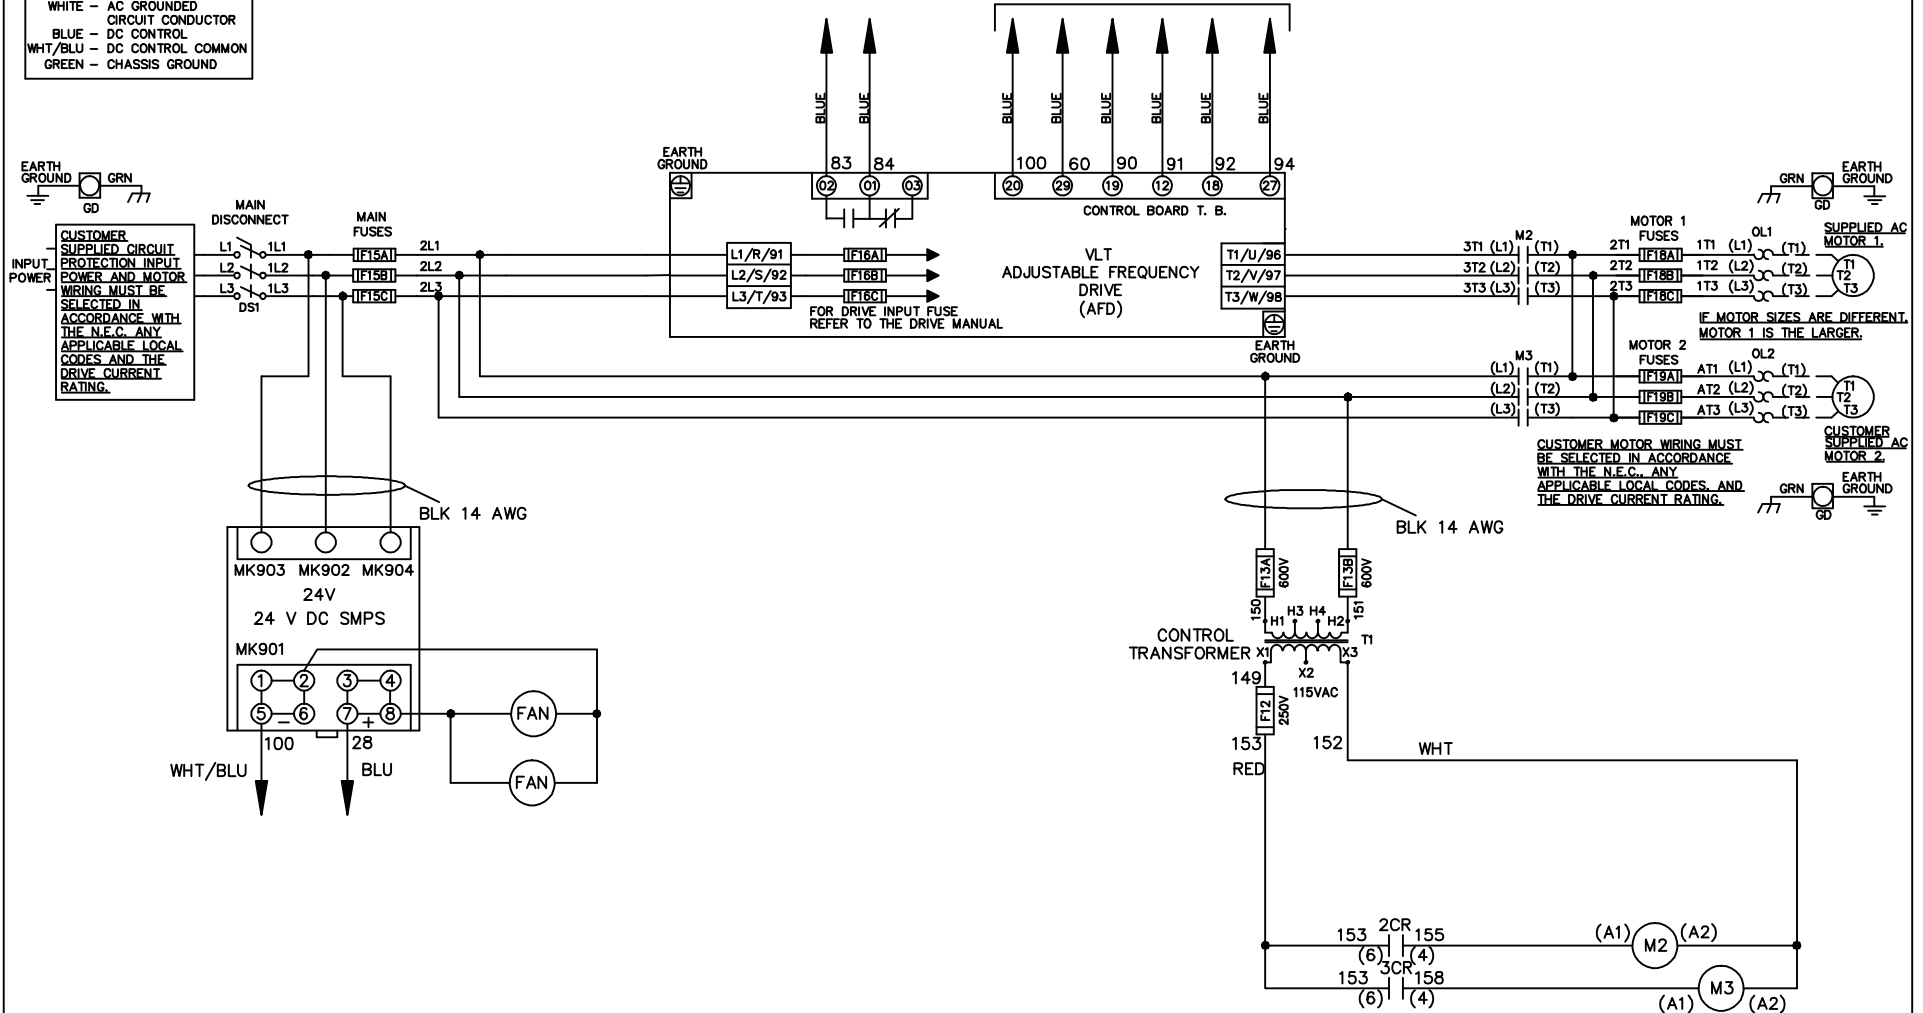 WHITE – AC GROUNDED
CIRCUIT CONDUCTOR
BLUE – DC CONTROL
WHT/BLU – DC CONTROL COMMON
GREEN – CHASSIS GROUND
BLUE
BLUE
BLUE
BLUE
BLUE
BLUE
BLUE
BLUE
EARTH
GROUND
GRN
GD
EARTH
GROUND
83
84
100
60
90
91
92
94
02
01
03
20
29
19
12
18
27
CONTROL BOARD T. B.
GRN
EARTH
GROUND
GD
INPUT
POWER
CUSTOMER
SUPPLIED CIRCUIT
PROTECTION INPUT
POWER AND MOTOR
WIRING MUST BE
SELECTED IN
ACCORDANCE WITH
THE N.E.C. ANY
APPLICABLE LOCAL
CODES AND THE
DRIVE CURRENT
RATING.
MAIN
DISCONNECT
L1
1L1
L2
1L2
L3
1L3
DS1
MAIN
FUSES
F15A
F15B
F15C
2L1
2L2
2L3
L1/R/91
L2/S/92
L3/T/93
F16A
F16B
F16C
FOR DRIVE INPUT FUSE
REFER TO THE DRIVE MANUAL
VLT
ADJUSTABLE FREQUENCY
DRIVE
(AFD)
T1/U/96
T2/V/97
T3/W/98
EARTH
GROUND
M2
3T1 (L1) (T1)
3T2 (L2) (T2)
3T3 (L3) (T3)
MOTOR 1
FUSES
2T1 F18A 1T1 (L1)
2T2 F18B 1T2 (L2)
2T3 F18C 1T3 (L3)
OL1
(T1)
(T2)
(T3)
SUPPLIED AC
MOTOR 1.
T1
T2
T3
IF MOTOR SIZES ARE DIFFERENT,
MOTOR 1 IS THE LARGER.
M3
(L1) (T1)
(L2) (T2)
(L3) (T3)
MOTOR 2
FUSES
F19A AT1 (L1)
F19B AT2 (L2)
F19C AT3 (L3)
OL2
(T1)
(T2)
(T3)
T1
T2
T3
CUSTOMER
SUPPLIED AC
MOTOR 2.
CUSTOMER MOTOR WIRING MUST
BE SELECTED IN ACCORDANCE
WITH THE N.E.C., ANY
APPLICABLE LOCAL CODES, AND
THE DRIVE CURRENT RATING.
GRN
EARTH
GROUND
GD
BLK 14 AWG
BLK 14 AWG
MK903 MK902 MK904
24V
24 V DC SMPS
MK901
1 2 3 4
5 – 6 7 + 8
100
28
WHT/BLU
BLU
FAN
FAN
F13A
600V
F13B
600V
150
151
H1 H3 H4 H2
T1
CONTROL
TRANSFORMER
X1
X3
X2
149
115VAC
F12
250V
153
152
RED
WHT
2CR
153 155
(6) (4)
(A1) M2 (A2)
3CR
153 158
(6) (4)
(A1) M3 (A2)